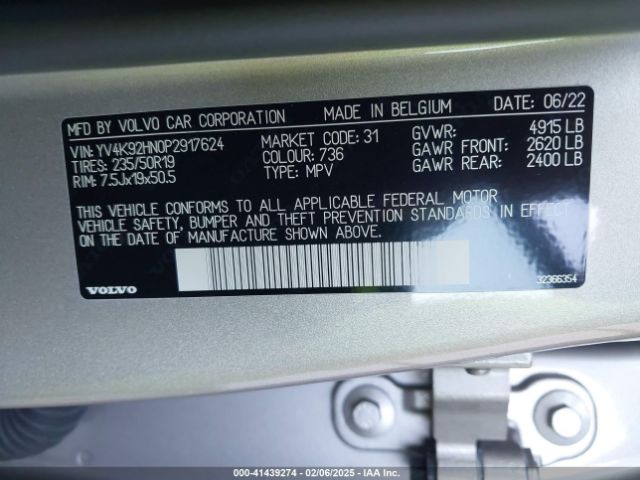 MFD BY VOLVO CAR CORPORATION MADE IN BELGIUM DATE: 06/22
VIN: YV4K92HN0P2917624 MARKET CODE: 31 GVWR: 4915 LB
TIRES: 235/50R19 COLOUR: 736 GAWR FRONT: 2620 LB
RIM: 7.5Jx19x50.5 TYPE: MPV GAWR REAR: 2400 LB
THIS VEHICLE CONFORMS TO ALL APPLICABLE FEDERAL MOTOR
VEHICLE SAFETY, BUMPER AND THEFT PREVENTION STANDARDS IN EFFECT
ON THE DATE OF MANUFACTURE SHOWN ABOVE.
VOLVO 32366354
000-41439274 - 02/06/2025 - IAA Inc.